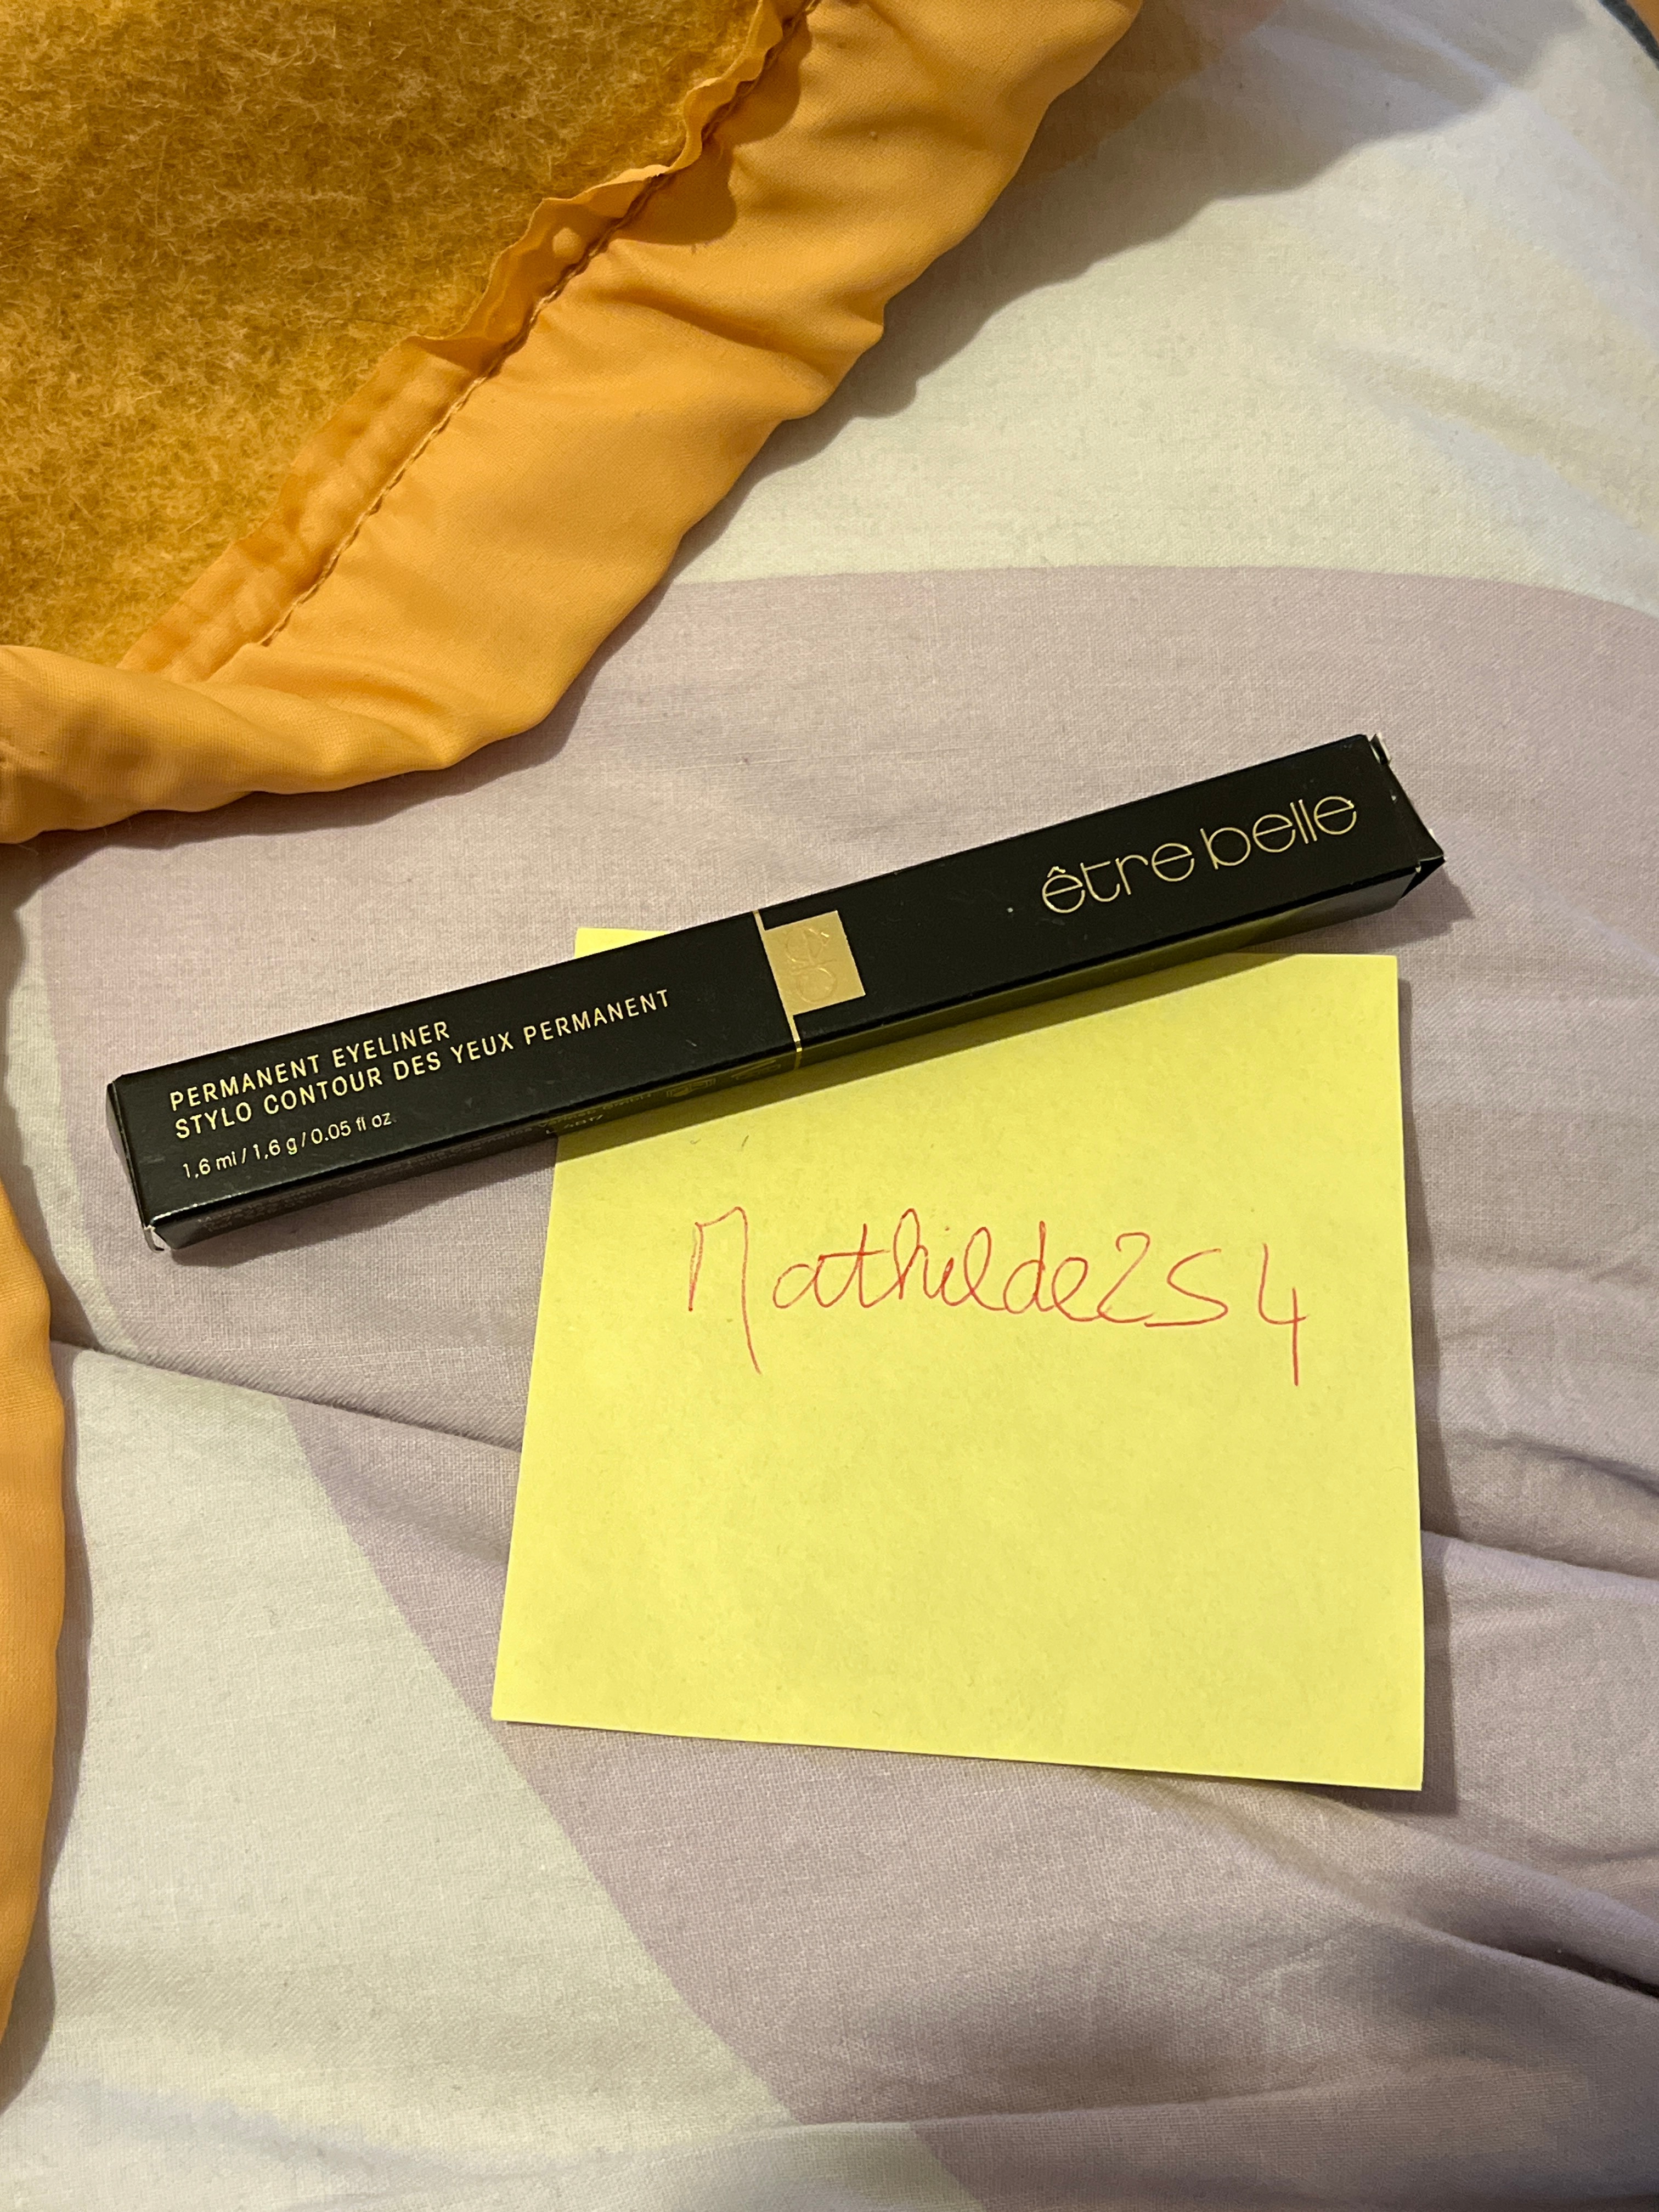 être belle
PERMANENT EYELINER
STYLO CONTOUR DES YEUX PERMANENT
1,6 ml / 1,6 g / 0.05 fl oz
Mathilde254